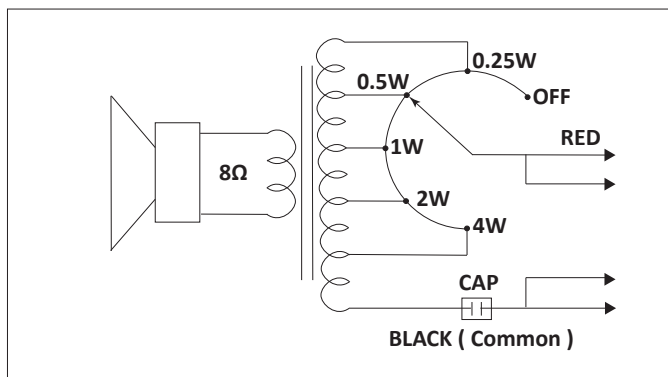 0.25W
0.5W
OFF
RED
1W
8Ω
2W
4W
CAP
BLACK ( Common )